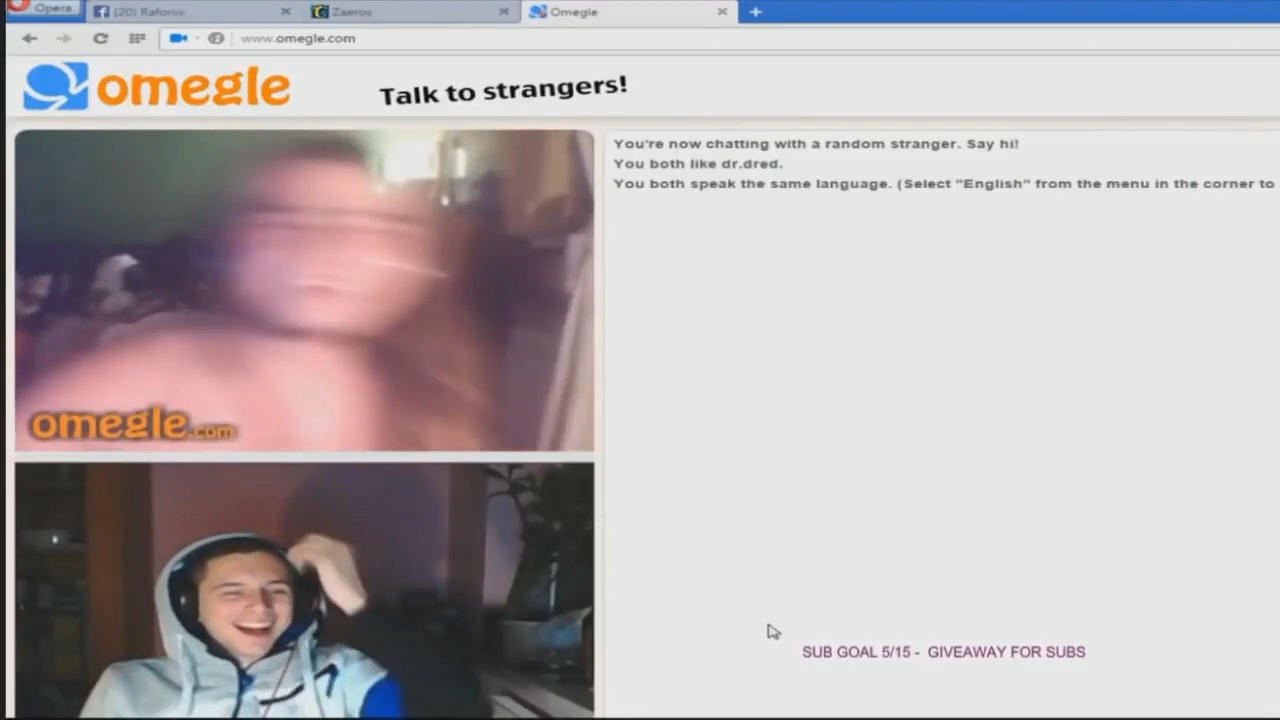 Opera
(20) Raforsiv
Zaeros
Omegle
www.omegle.com
omegle
Talk to strangers!
You're now chatting with a random stranger. Say hi!
You both like dr.dred.
You both speak the same language. (Select "English" from the menu in the corner to
omegle.com
SUB GOAL 5/15 - GIVEAWAY FOR SUBS